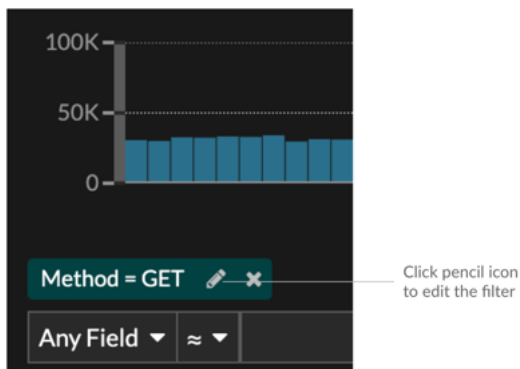 100K
50K
0
Method = GET
Click pencil icon
to edit the filter
Any Field ≈